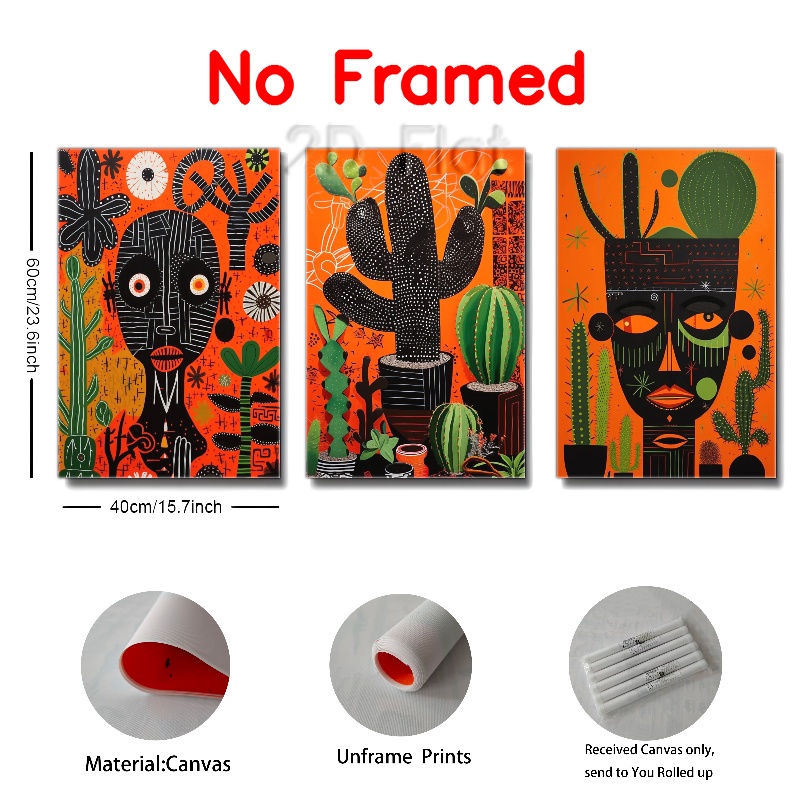 No Framed
2D Flat
60cm/23.6inch
40cm/15.7inch
Material:Canvas
Unframe Prints
Received Canvas only,
send to You Rolled up